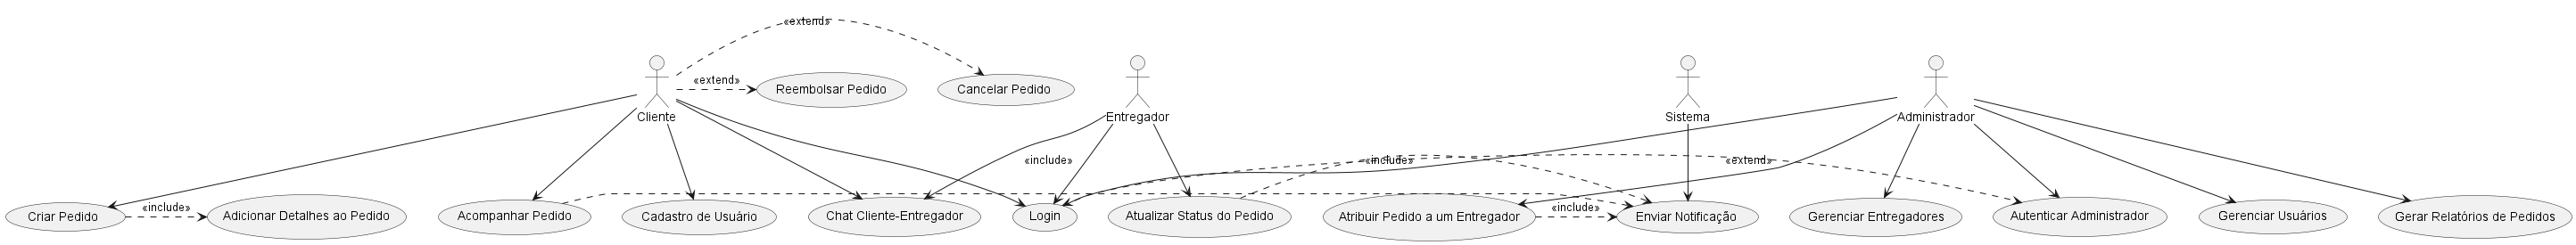 «extend»
«extend»
Reembolsar Pedido
Cancelar Pedido
Cliente
Entregador
Sistema
Administrador
«include»
«include»
«extend»
«include»
«include»
Criar Pedido
Adicionar Detalhes ao Pedido
Acompanhar Pedido
Cadastro de Usuário
Chat Cliente-Entregador
Login
Atualizar Status do Pedido
Atribuir Pedido a um Entregador
Enviar Notificação
Gerenciar Entregadores
Autenticar Administrador
Gerenciar Usuários
Gerar Relatórios de Pedidos